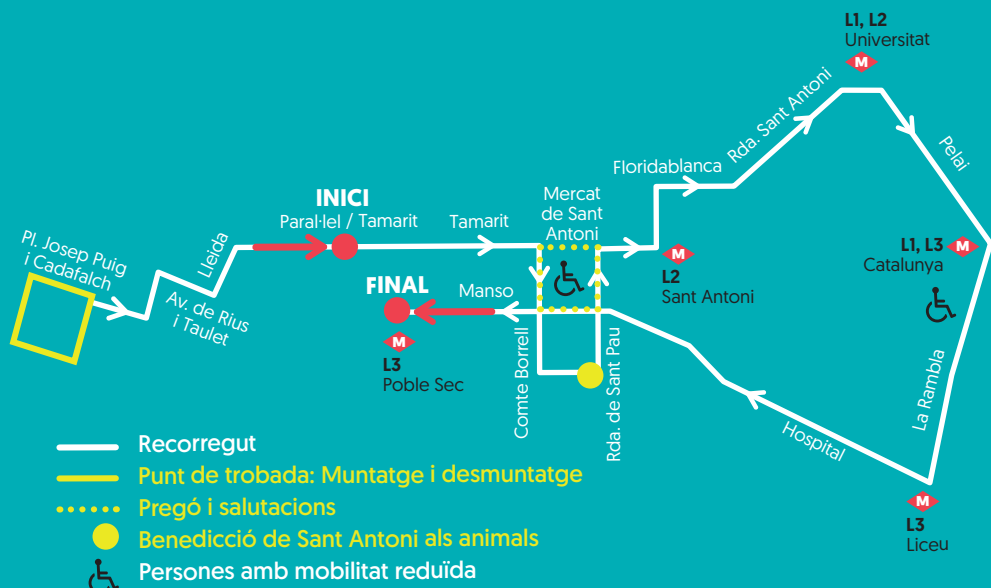 L1, L2
Universitat
M
Rda. Sant Antoni
Pelai
Floridablanca
INICI
Paral·lel / Tamarit
Tamarit
Mercat
de Sant
Antoni
Lleida
Pl. Josep Puig
i Cadafalch
Av. de Rius
i Taulet
M
L2
Sant Antoni
L1, L3
M
Catalunya
FINAL
Manso
M
L3
Poble Sec
Comte Borrell
Rda. de Sant Pau
La Rambla
Hospital
M
L3
Liceu
Recorregut
Punt de trobada: Muntatge i desmuntatge
Pregó i salutacions
Benedicció de Sant Antoni als animals
Persones amb mobilitat reduïda